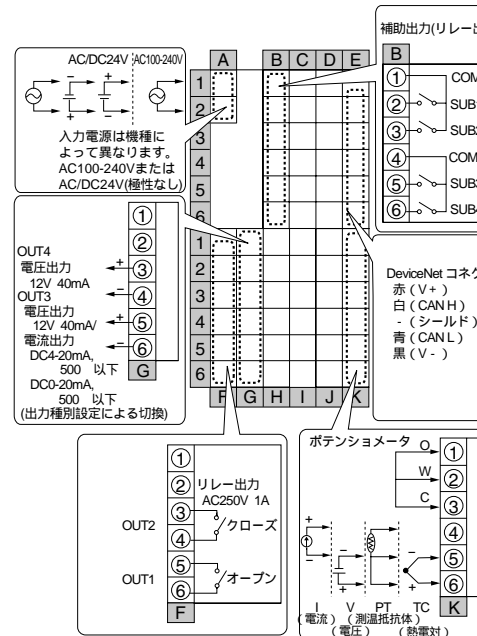 AC/DC24V AC100-240V
入力電源は機種に
よって異なります。
AC100-240Vまたは
AC/DC24V(極性なし)
A B C D E
1
2
3
4
5
6
1
2
3
4
5
6
F G H I J K
補助出力(リレー出
B
① COM
② SUB1
③ SUB2
④ COM
⑤ SUB3
⑥ SUB4
OUT4
電圧出力
12V 40mA
OUT3
電圧出力
12V 40mA/
電流出力
DC4-20mA,
500 以下
DC0-20mA,
500 以下
(出力種別設定による切換)
①
②
+ ③
- ④
+ ⑤
- ⑥
G
DeviceNet コネク
赤(V+)
白(CAN H)
-(シールド)
青(CAN L)
黒(V-)
①
② リレー出力
AC250V 1A
OUT2 ③ クローズ
④
OUT1 ⑤ オープン
⑥
F
ポテンショメータ
O ①
W ②
C ③
④
⑤
⑥
K
I V PT TC
(電流) (測温抵抗体)
(電圧) (熱電対)